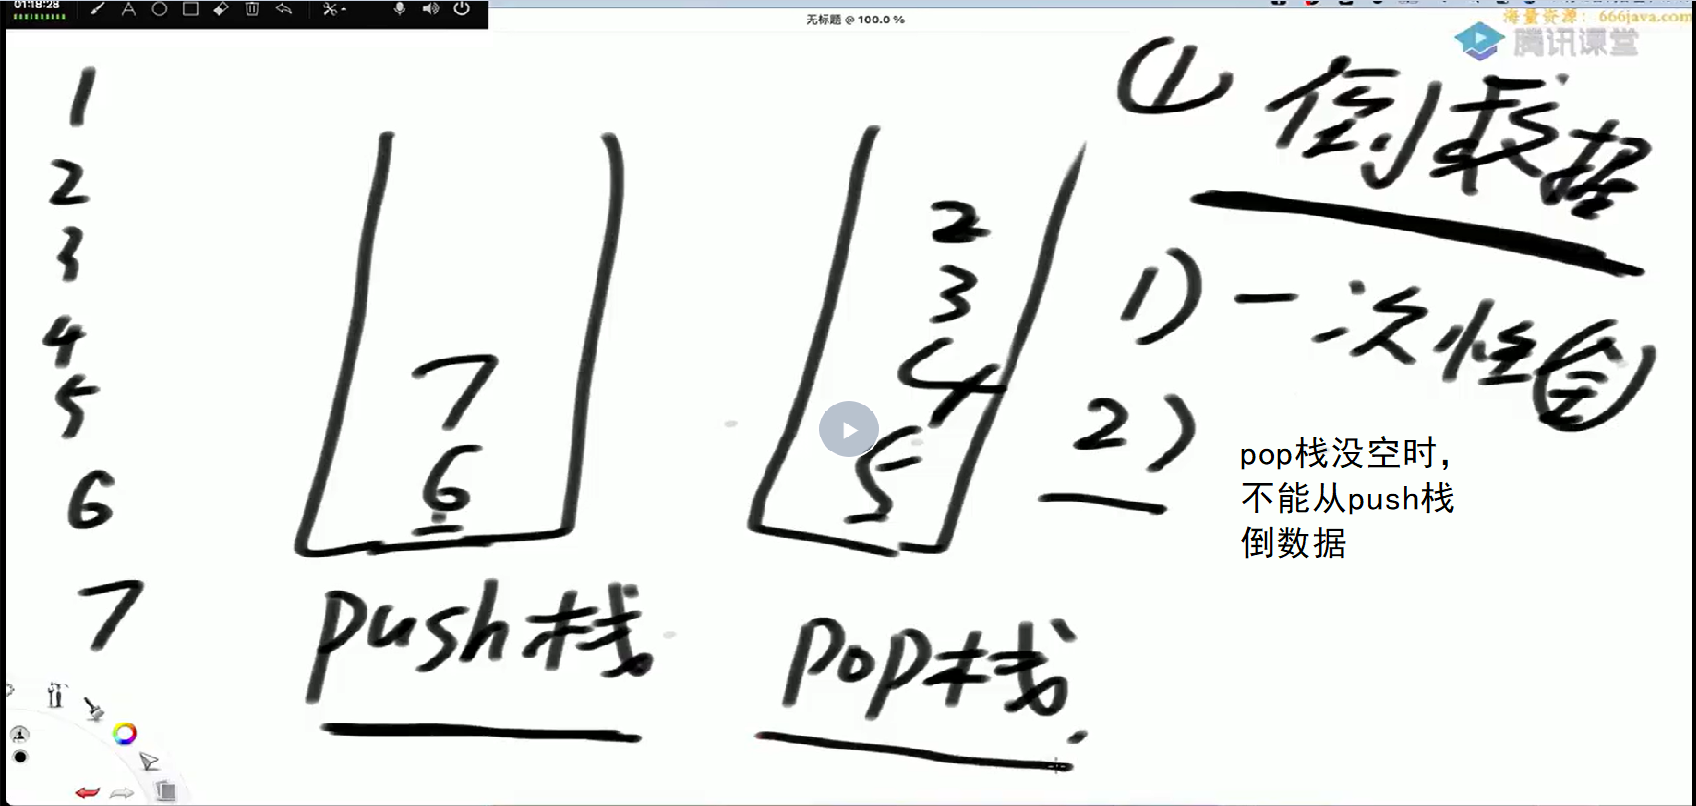 01:18:28
无标题 @ 100.0 %
海量资源：666java.com
腾讯课堂
1
2
3
4
5
6
7
7
6
push栈
2
3
4
5
pop栈
① 倒数据
1) 一次性倒
2)
pop栈没空时，
不能从push栈
倒数据